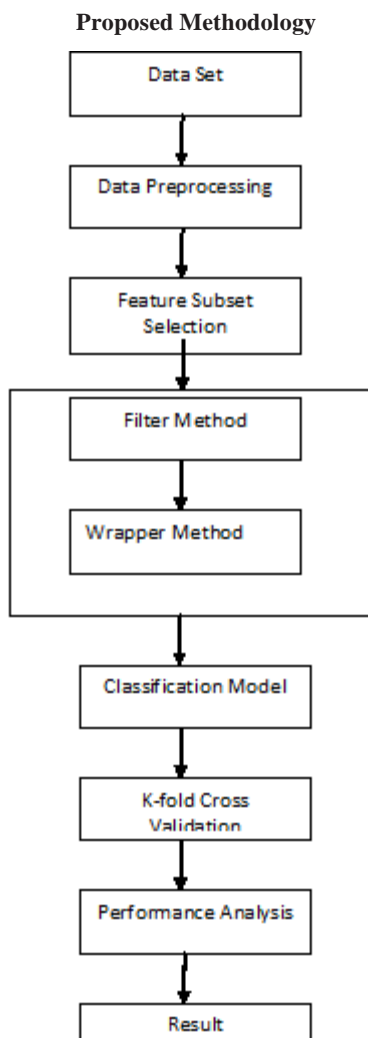 Proposed Methodology
Data Set
Data Preprocessing
Feature Subset
Selection
Filter Method
Wrapper Method
Classification Model
K-fold Cross
Validation
Performance Analysis
Result